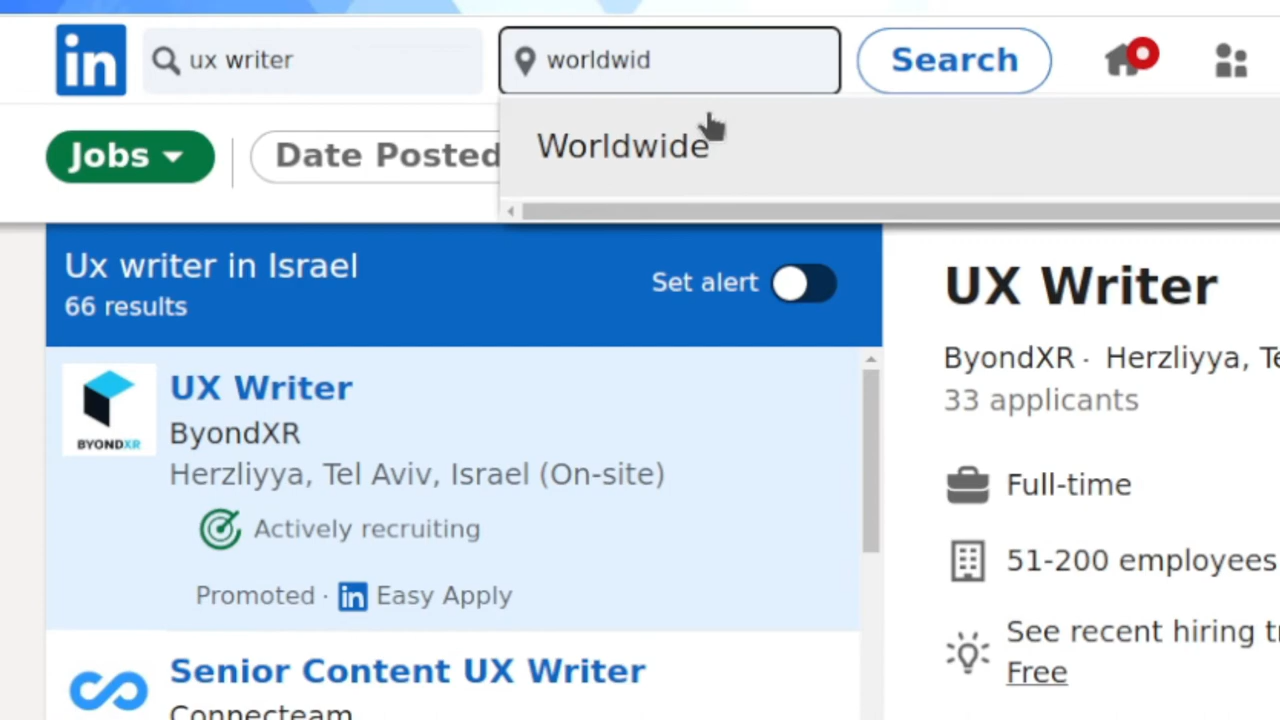 in ux writer worldwid Search
Worldwide
Jobs Date Posted
Ux writer in Israel
66 results
Set alert
UX Writer
ByondXR
Herzliyya, Tel Aviv, Israel (On-site)
BYONDXR
Actively recruiting
Promoted · in Easy Apply
Senior Content UX Writer
Connecteam
UX Writer
ByondXR · Herzliyya, Te
33 applicants
Full-time
51-200 employees
See recent hiring tr
Free